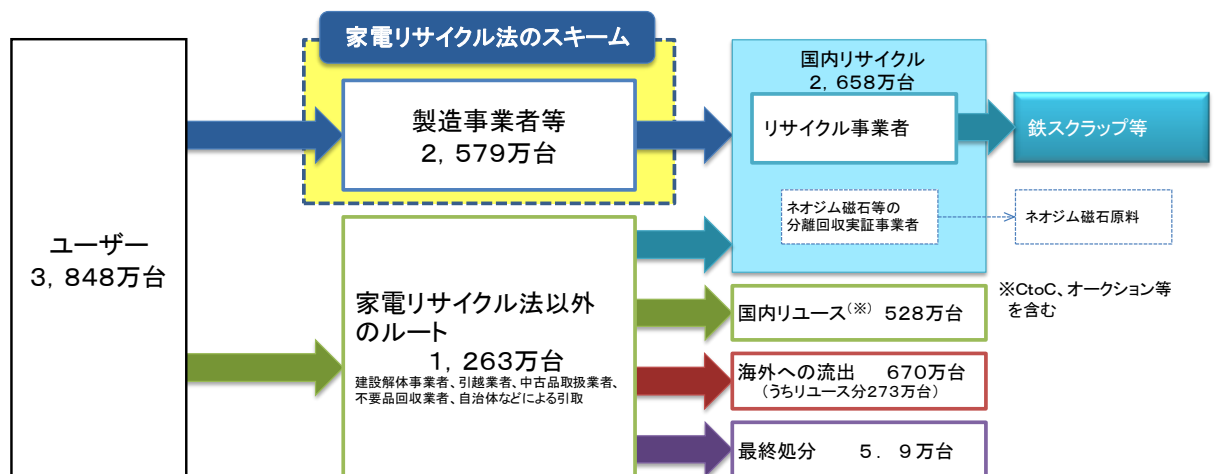 家電リサイクル法のスキーム
ユーザー
3，848万台
製造事業者等
2，579万台
家電リサイクル法以外
のルート
1，263万台
建設解体事業者、引越業者、中古品取扱業者、
不要品回収業者、自治体などによる引取
国内リサイクル
2，658万台
リサイクル事業者
鉄スクラップ等
ネオジム磁石等の
分離回収実証事業者
ネオジム磁石原料
国内リユース(※) 528万台
※CtoC、オークション等
を含む
海外への流出　670万台
（うちリユース分273万台）
最終処分　5．9万台